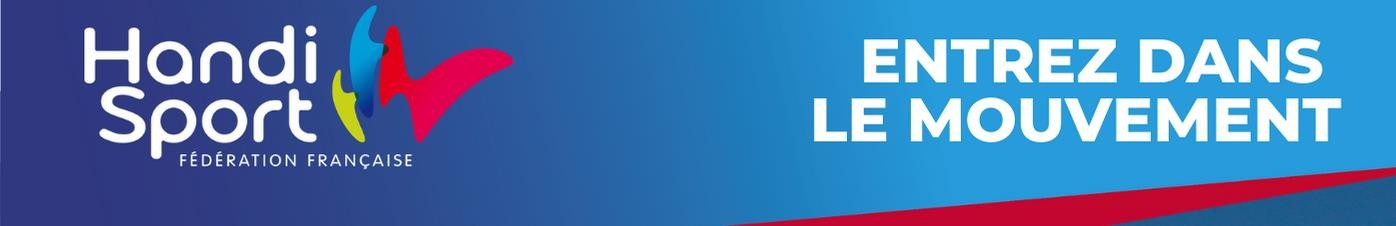 Handi
Sport
FÉDÉRATION FRANÇAISE
ENTREZ DANS
LE MOUVEMENT